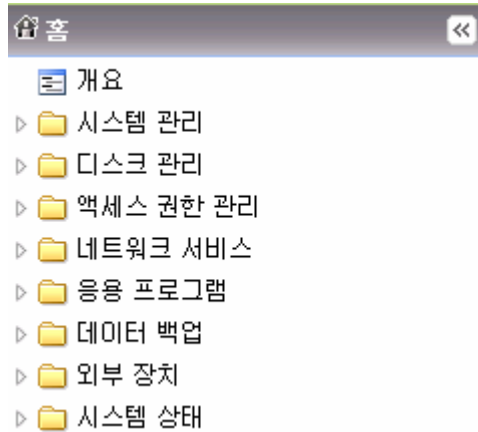 홈
개요
시스템 관리
디스크 관리
액세스 권한 관리
네트워크 서비스
응용 프로그램
데이터 백업
외부 장치
시스템 상태